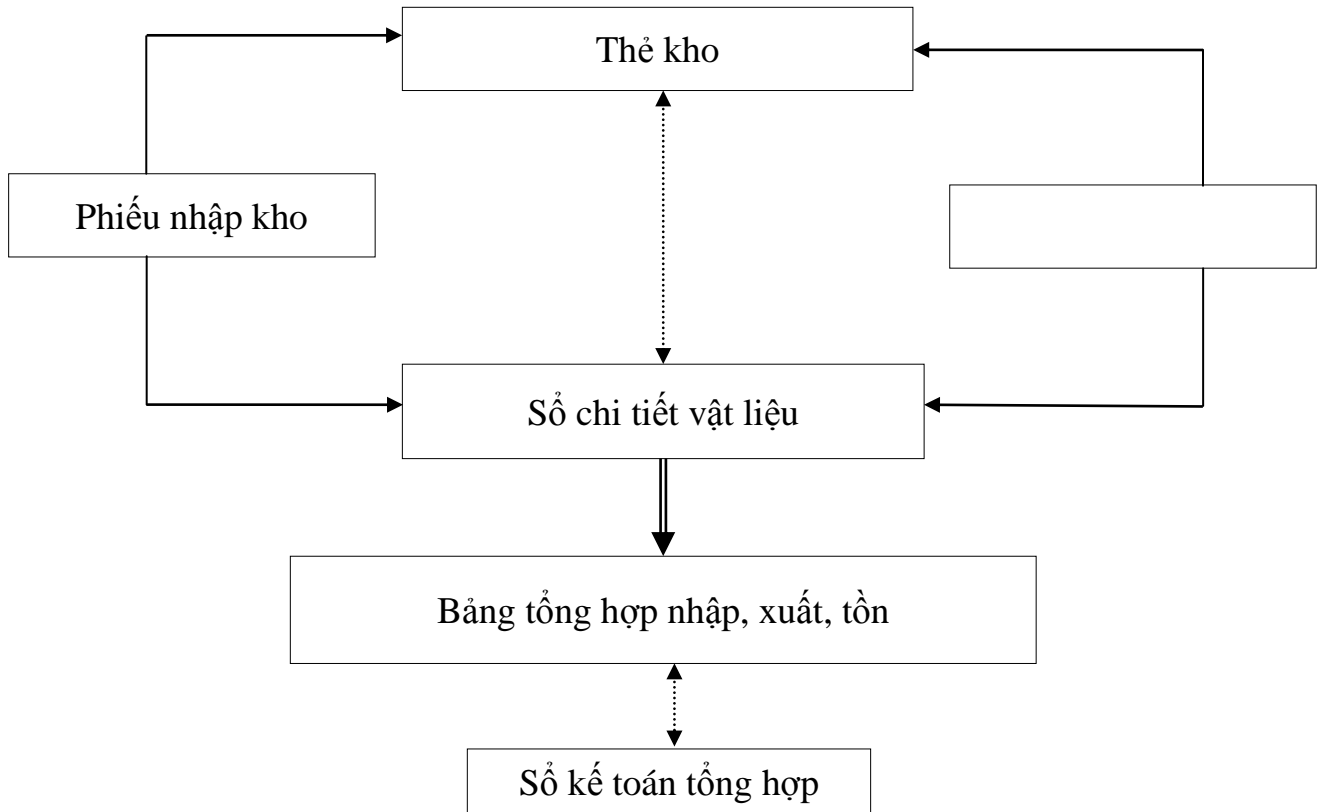 Thẻ kho
Phiếu nhập kho
Sổ chi tiết vật liệu
Bảng tổng hợp nhập, xuất, tồn
Sổ kế toán tổng hợp